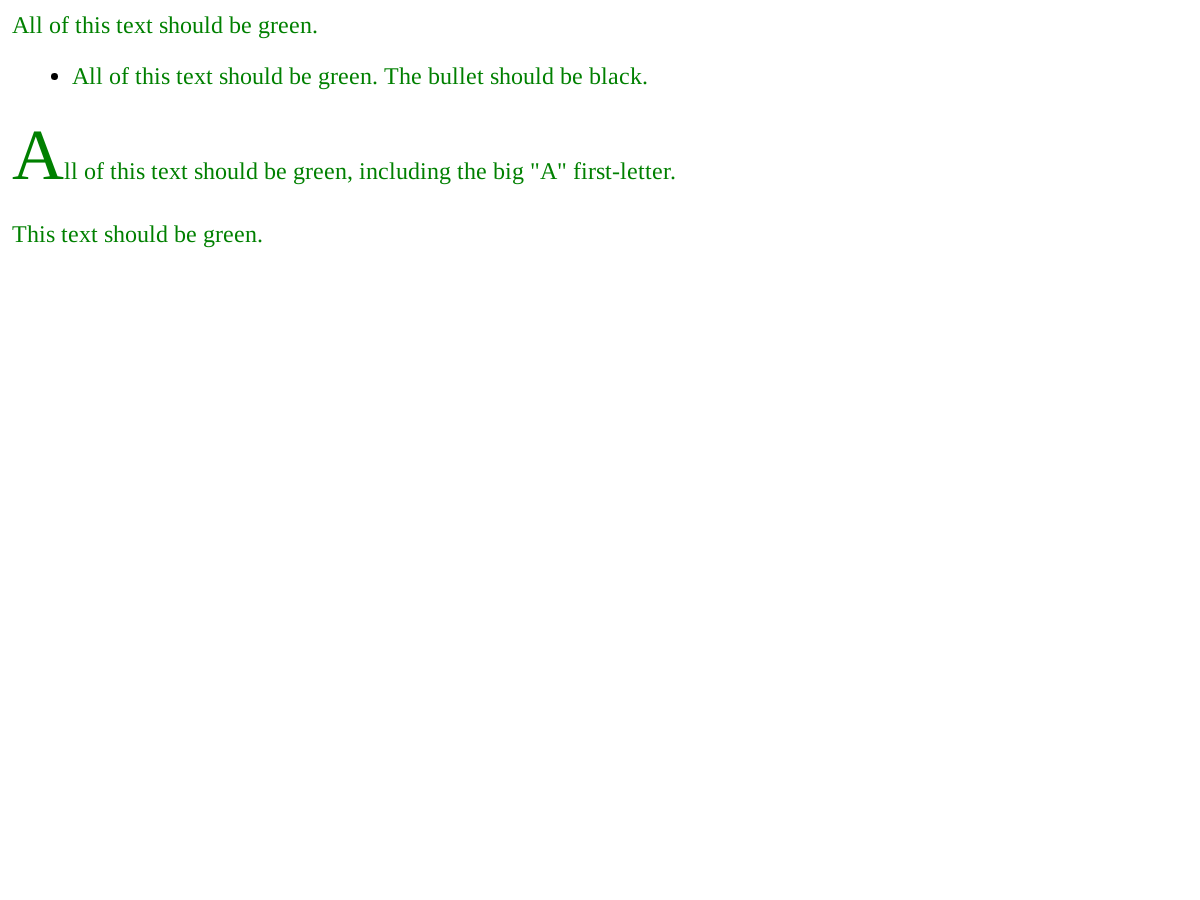 All of this text should be green.
• All of this text should be green. The bullet should be black.
All of this text should be green, including the big "A" first-letter.
This text should be green.